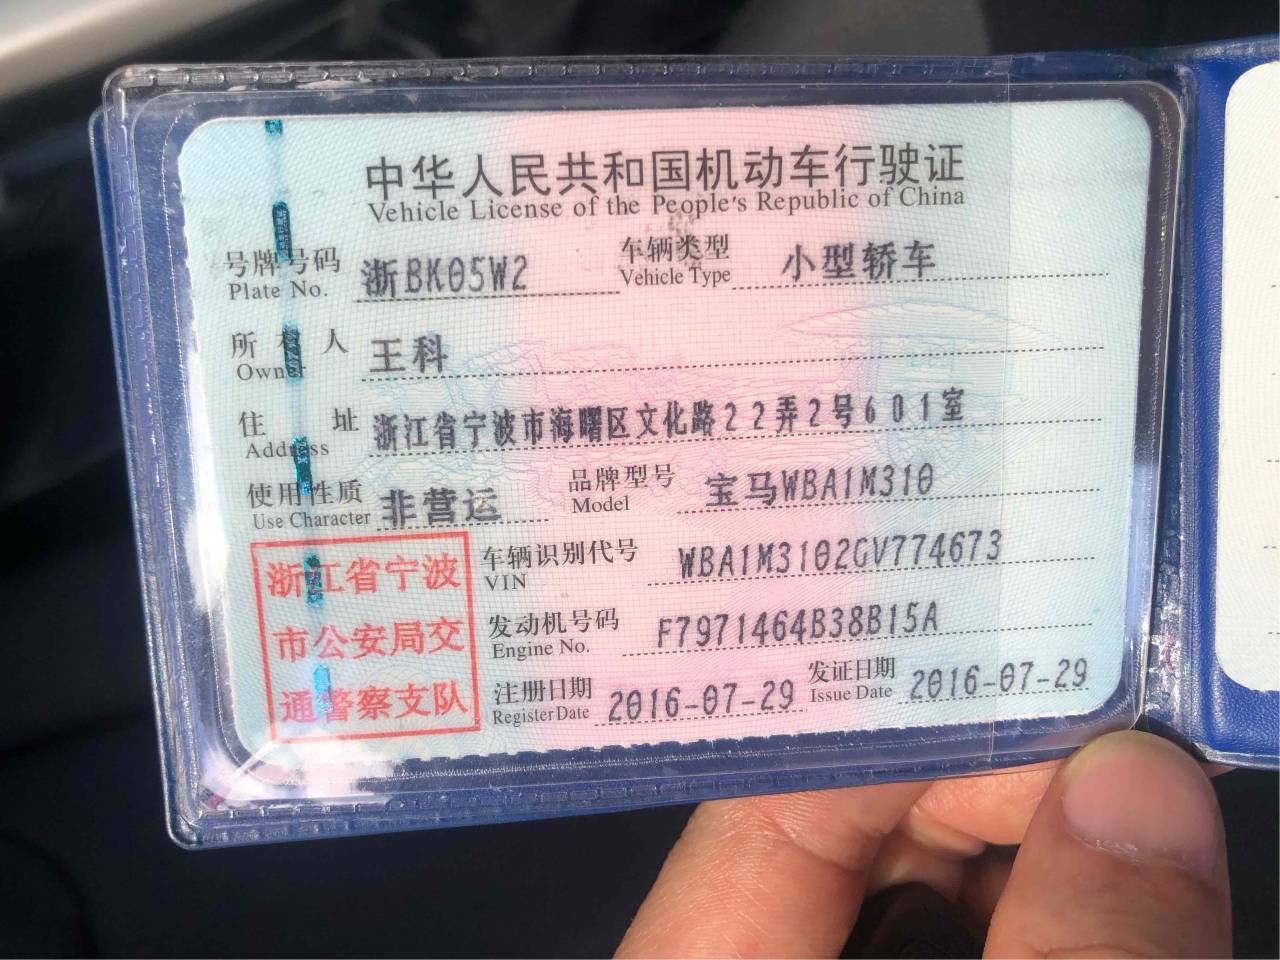 中华人民共和国机动车行驶证
Vehicle License of the People's Republic of China
号牌号码 浙BK05W2 车辆类型 小型轿车
Plate No. Vehicle Type
所有人 王科
Owner
住址 浙江省宁波市海曙区文化路22弄2号601室
Address
使用性质 非营运 品牌型号 宝马WBA1M310
Use Character Model
浙江省宁波
市公安局交
通警察支队
车辆识别代号 WBA1M3102GV774673
VIN
发动机号码 F7971464B38B15A
Engine No.
注册日期 2016-07-29 发证日期 2016-07-29
Register Date Issue Date